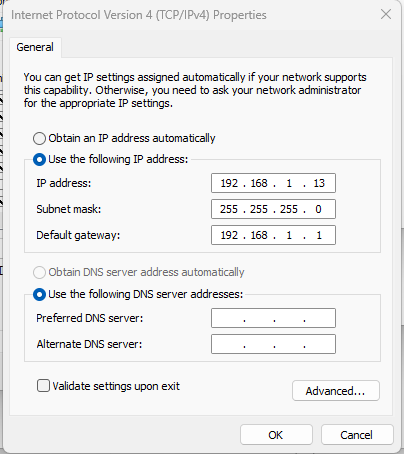 Internet Protocol Version 4 (TCP/IPv4) Properties
General
You can get IP settings assigned automatically if your network supports
this capability. Otherwise, you need to ask your network administrator
for the appropriate IP settings.
Obtain an IP address automatically
Use the following IP address:
IP address: 192 . 168 . 1 . 13
Subnet mask: 255 . 255 . 255 . 0
Default gateway: 192 . 168 . 1 . 1
Obtain DNS server address automatically
Use the following DNS server addresses:
Preferred DNS server: . . .
Alternate DNS server: . . .
Validate settings upon exit
Advanced...
OK Cancel